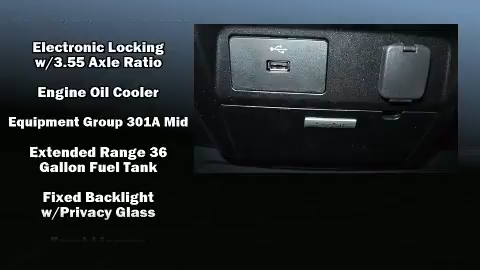 Electronic Locking
w/3.55 Axle Ratio
Engine Oil Cooler
Equipment Group 301A Mid
Extended Range 36
Gallon Fuel Tank
Fixed Backlight
w/Privacy Glass